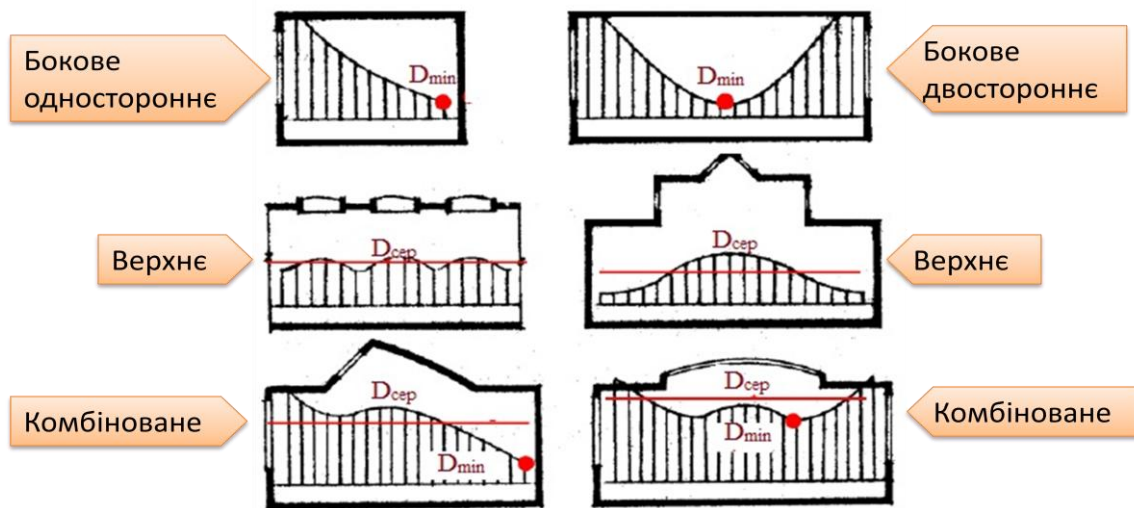 Бокове
одностороннє
Dmin
Dmin
Бокове
двостороннє
Верхнє
Dсер
Dсер
Верхнє
Комбіноване
Dсер
Dmin
Dсер
Dmin
Комбіноване